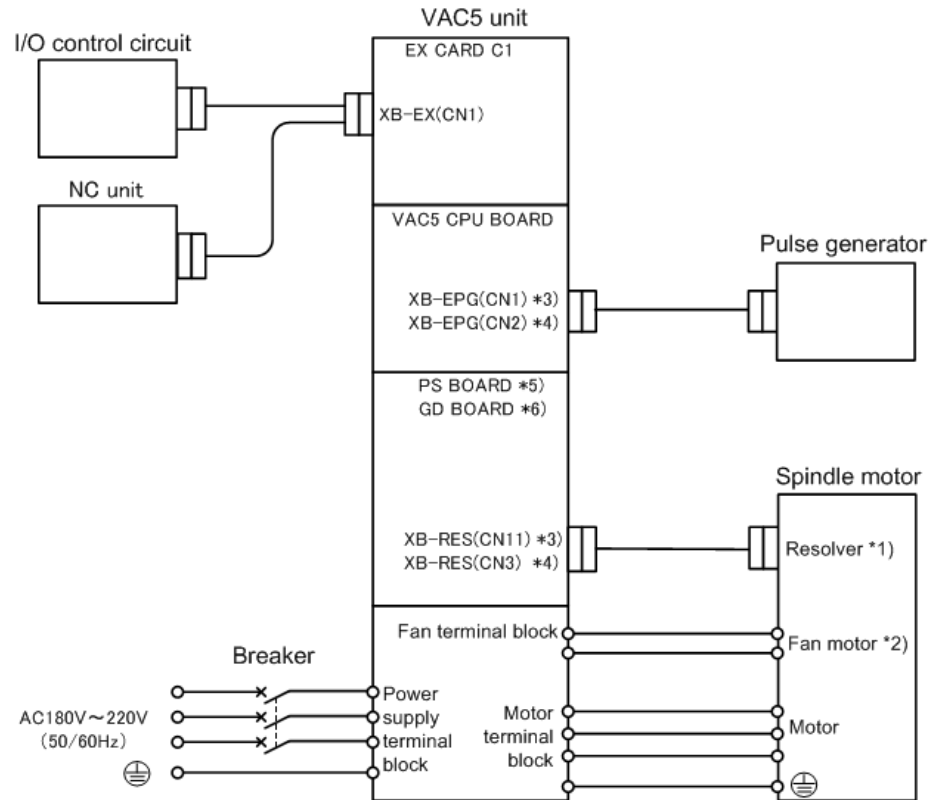 VAC5 unit
I/O control circuit
EX CARD C1
XB-EX(CN1)
NC unit
VAC5 CPU BOARD
Pulse generator
XB-EPG(CN1) *3)
XB-EPG(CN2) *4)
PS BOARD *5)
GD BOARD *6)
Spindle motor
XB-RES(CN11) *3)
XB-RES(CN3) *4)
Resolver *1)
Fan terminal block
Fan motor *2)
Breaker
AC180V～220V
(50/60Hz)
Power
supply
terminal
block
Motor
terminal
block
Motor